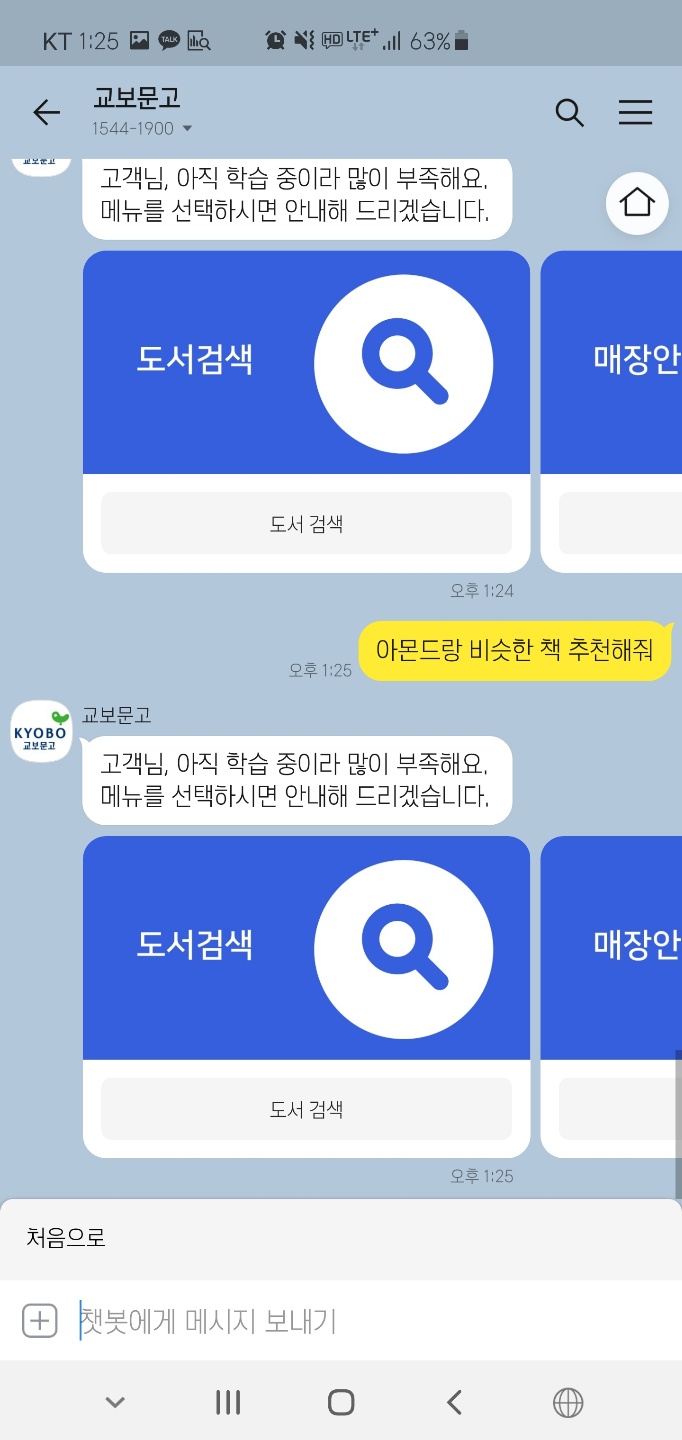 KT 1:25 TALK HD LTE+ 63%
교보문고
1544-1900
교보문고
고객님, 아직 학습 중이라 많이 부족해요.
메뉴를 선택하시면 안내해 드리겠습니다.
도서검색
매장안
도서 검색
오후 1:24
아몬드랑 비슷한 책 추천해줘
오후 1:25
KYOBO
교보문고
교보문고
고객님, 아직 학습 중이라 많이 부족해요.
메뉴를 선택하시면 안내해 드리겠습니다.
도서검색
매장안
도서 검색
오후 1:25
처음으로
챗봇에게 메시지 보내기